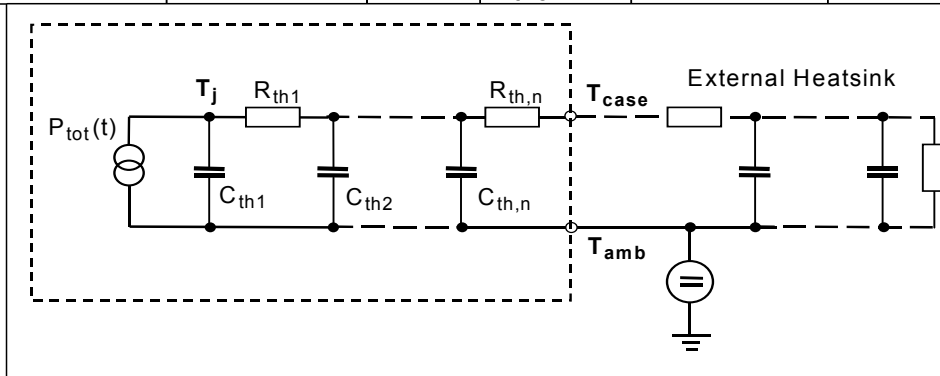 External Heatsink
T_j
R_th1
R_th,n
T_case
P_tot(t)
C_th1
C_th2
C_th,n
T_amb